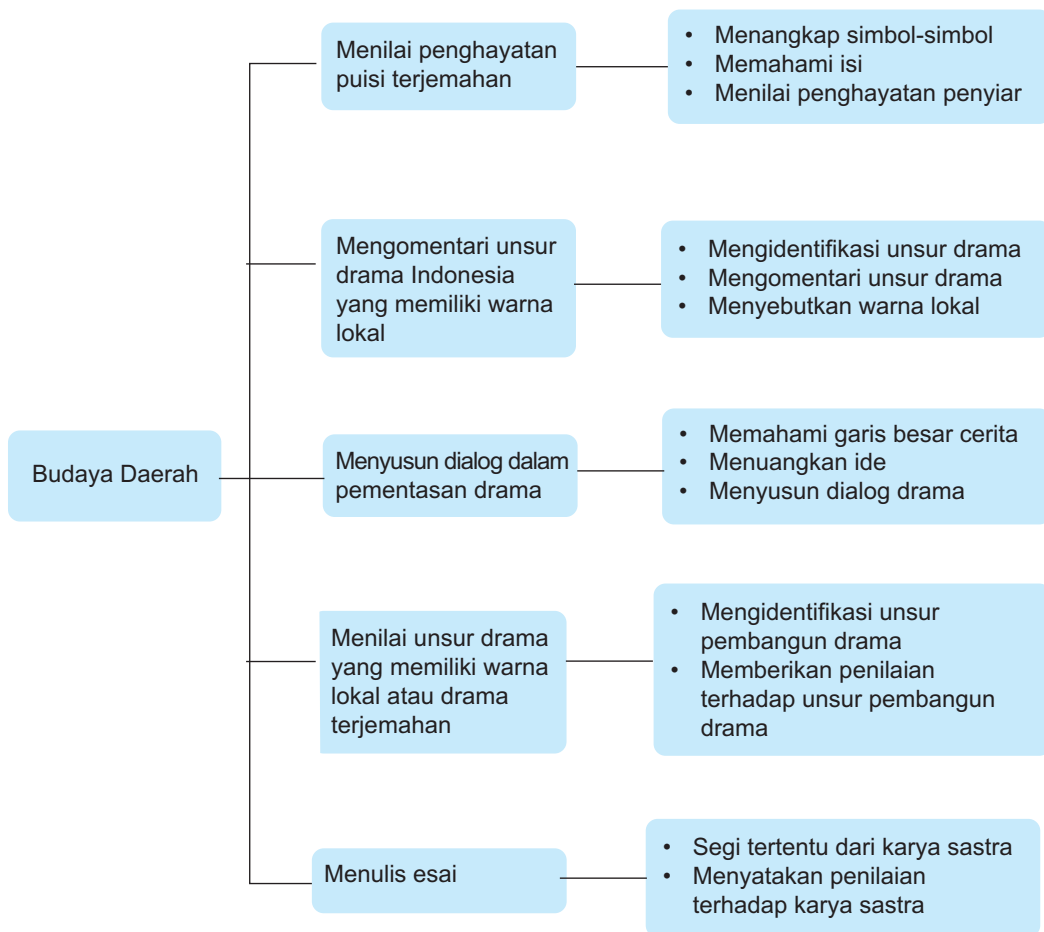 Budaya Daerah
Menilai penghayatan
puisi terjemahan
• Menangkap simbol-simbol
• Memahami isi
• Menilai penghayatan penyiar
Mengomentari unsur
drama Indonesia
yang memiliki warna
lokal
• Mengidentifikasi unsur drama
• Mengomentari unsur drama
• Menyebutkan warna lokal
Menyusun dialog dalam
pementasan drama
• Memahami garis besar cerita
• Menuangkan ide
• Menyusun dialog drama
Menilai unsur drama
yang memiliki warna
lokal atau drama
terjemahan
• Mengidentifikasi unsur
pembangun drama
• Memberikan penilaian
terhadap unsur pembangun
drama
Menulis esai
• Segi tertentu dari karya sastra
• Menyatakan penilaian
terhadap karya sastra